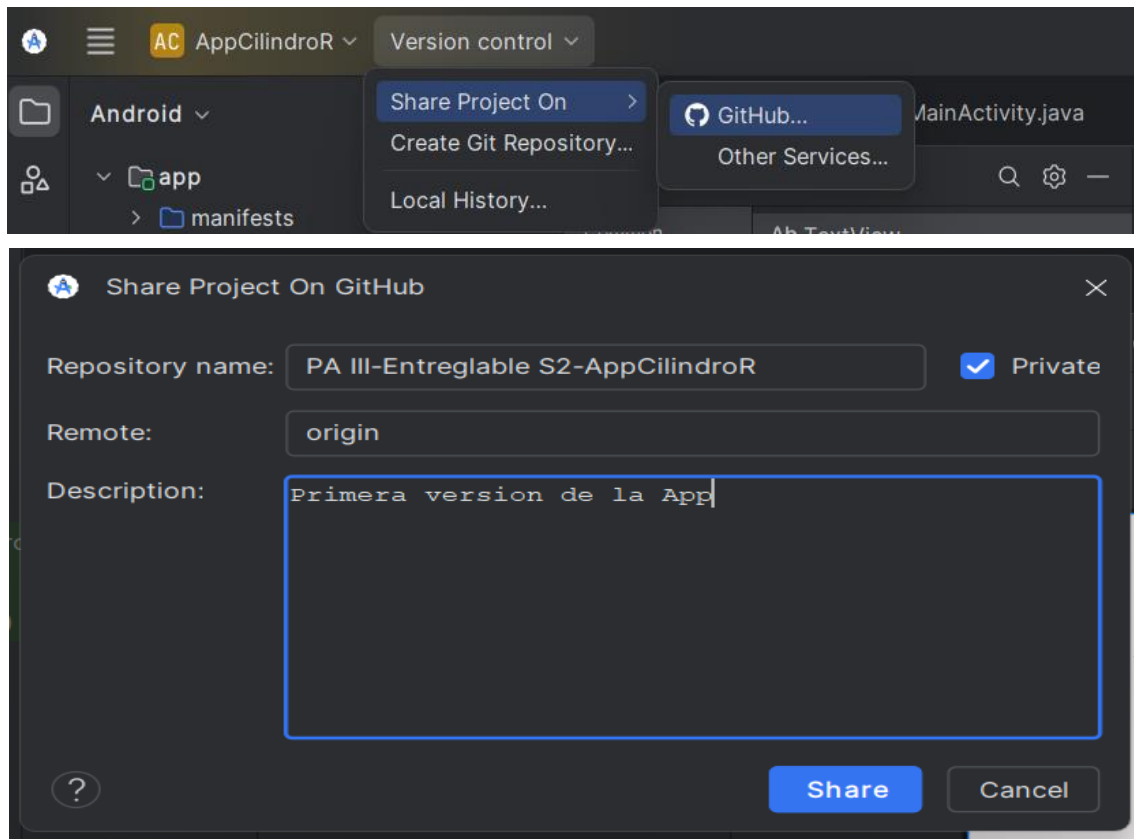 AC AppCilindroR Version control
Android
Share Project On
GitHub...
MainActivity.java
Create Git Repository...
Other Services...
app
Local History...
manifests
Ab TextView
Share Project On GitHub
Repository name: PA III-Entreglable S2-AppCilindroR Private
Remote: origin
Description: Primera version de la App
? Share Cancel